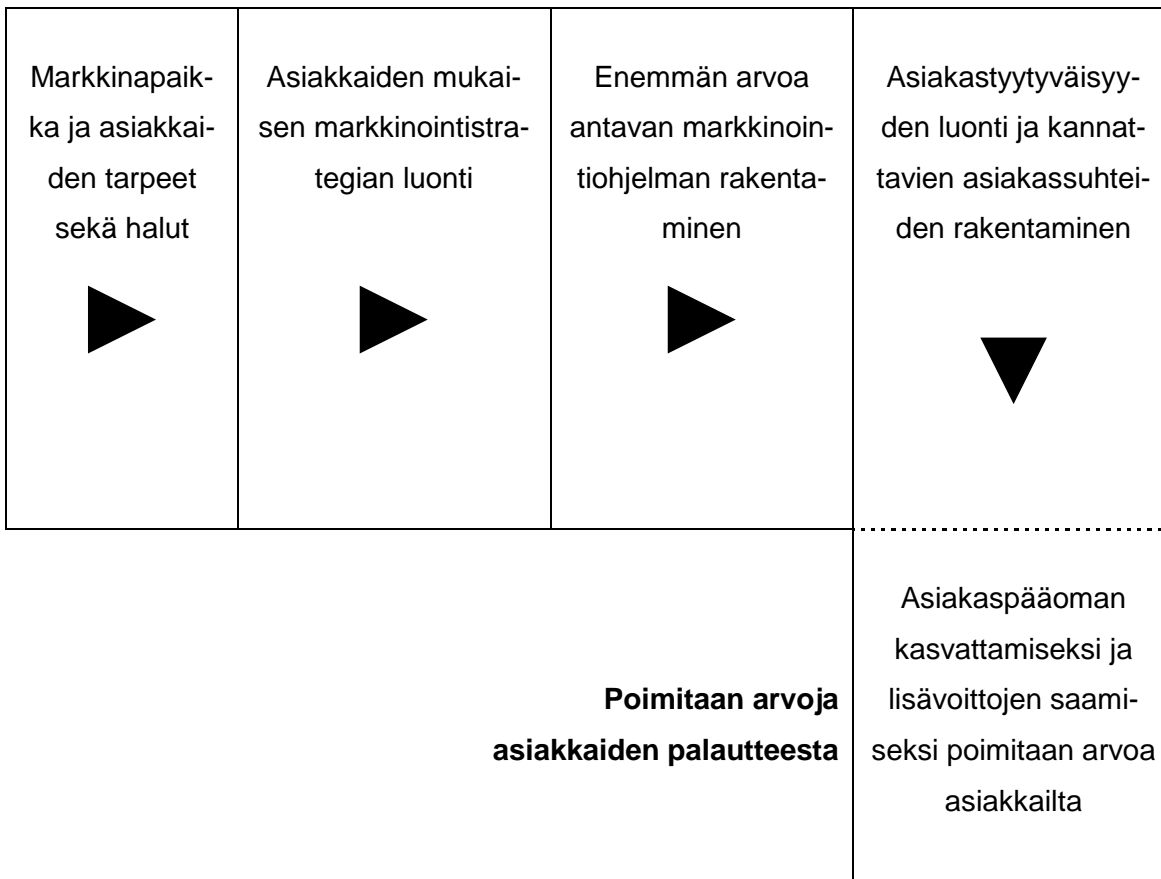 Markkinapaik-
ka ja asiakkai-
den tarpeet
sekä halut
Asiakkaiden mukai-
sen markkinointistra-
tegian luonti
Enemmän arvoa
antavan markkinoin-
tiohjelman rakenta-
minen
Asiakastyytyväisyy-
den luonti ja kannat-
tavien asiakassuhtei-
den rakentaminen
Poimitaan arvoja
asiakkaiden palautteesta
Asiakaspääoman
kasvattamiseksi ja
lisävoittojen saami-
seksi poimitaan arvoa
asiakkailta